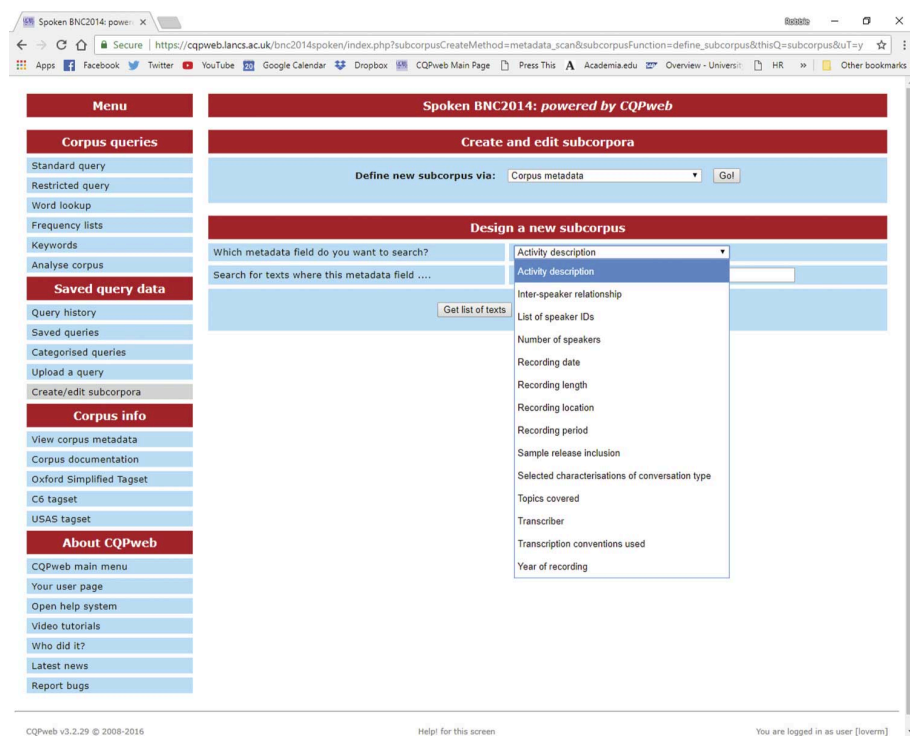 Spoken BNC2014: power
Secure | https://cqpweb.lancs.ac.uk/bnc2014spoken/index.php?subcorpusCreateMethod=metadata_scan&subcorpusFunction=define_subcorpus&thisQ=subcorpus&uT=y
Apps Facebook Twitter YouTube Google Calendar Dropbox CQPweb Main Page Press This Academia.edu Overview - Universit HR » Other bookmarks
Menu
Spoken BNC2014: powered by CQPweb
Corpus queries
Standard query
Restricted query
Word lookup
Frequency lists
Keywords
Analyse corpus
Saved query data
Query history
Saved queries
Categorised queries
Upload a query
Create/edit subcorpora
Corpus info
View corpus metadata
Corpus documentation
Oxford Simplified Tagset
C6 tagset
USAS tagset
About CQPweb
CQPweb main menu
Your user page
Open help system
Video tutorials
Who did it?
Latest news
Report bugs
Create and edit subcorpora
Define new subcorpus via: Corpus metadata Go!
Design a new subcorpus
Which metadata field do you want to search? Activity description
Search for texts where this metadata field ....
Get list of texts
Activity description
Inter-speaker relationship
List of speaker IDs
Number of speakers
Recording date
Recording length
Recording location
Recording period
Sample release inclusion
Selected characterisations of conversation type
Topics covered
Transcriber
Transcription conventions used
Year of recording
CQPweb v3.2.29 © 2008-2016 Help! for this screen You are logged in as user [loverm]